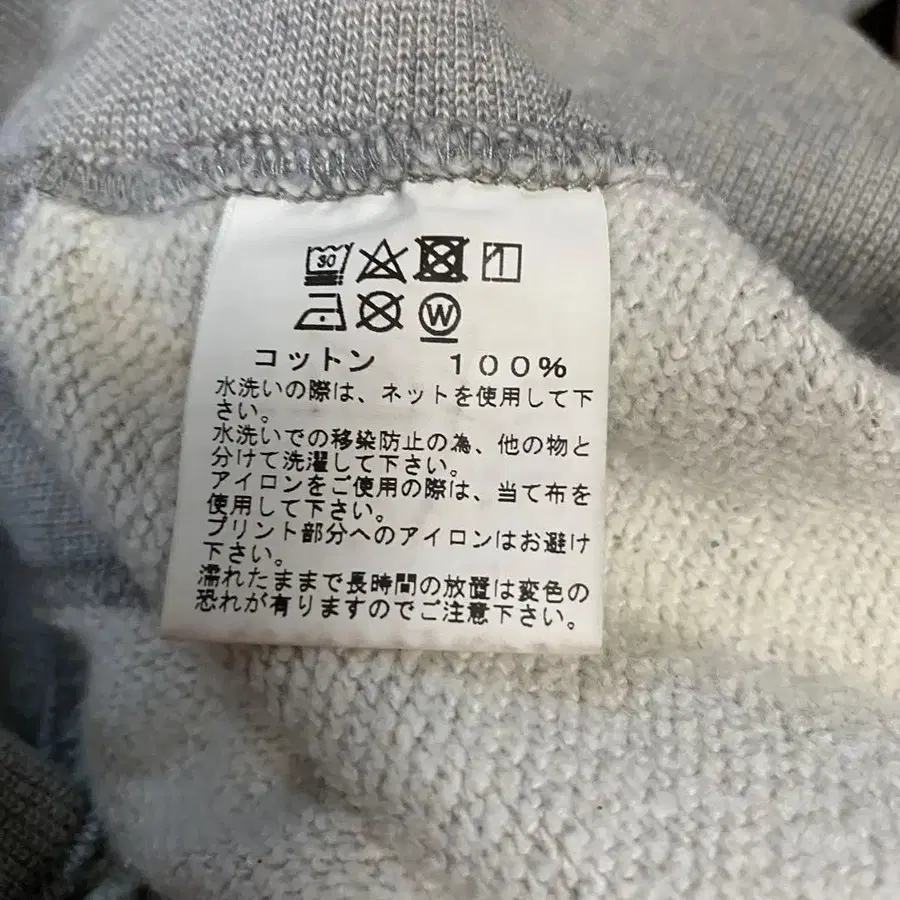 30
W
コットン 100%
水洗いの際は、ネットを使用して下
さい。
水洗いでの移染防止の為、他の物と
分けて洗濯して下さい。
アイロンをご使用の際は、当て布を
使用して下さい。
プリント部分へのアイロンはお避け
下さい。
濡れたままで長時間の放置は変色の
恐れが有りますのでご注意下さい。